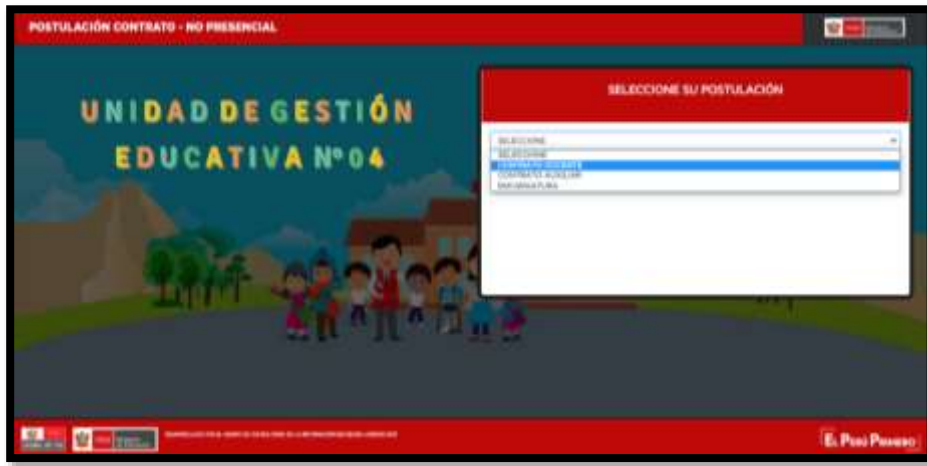 POSTULACIÓN CONTRATO - NO PRESENCIAL
UNIDAD DE GESTIÓN
EDUCATIVA Nº 04
SELECCIONE SU POSTULACIÓN
SELECCIONE
SELECCIONE
CONTRATO DOCENTE
CONTRATO AUXILIAR
EL PERÚ PRIMERO